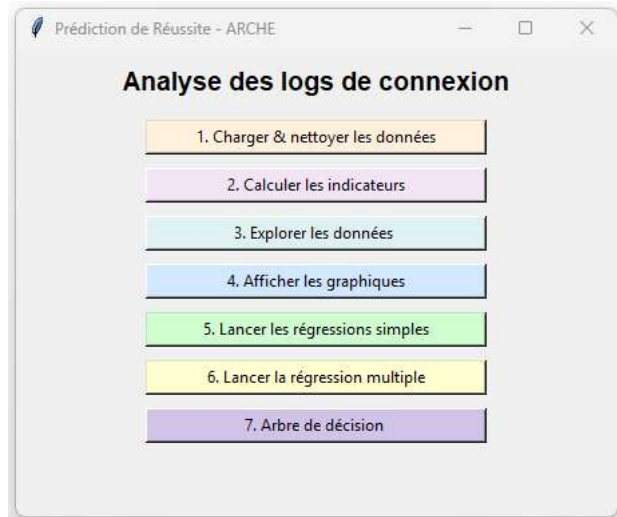 Prédiction de Réussite - ARCHE
Analyse des logs de connexion
1. Charger & nettoyer les données
2. Calculer les indicateurs
3. Explorer les données
4. Afficher les graphiques
5. Lancer les régressions simples
6. Lancer la régression multiple
7. Arbre de décision